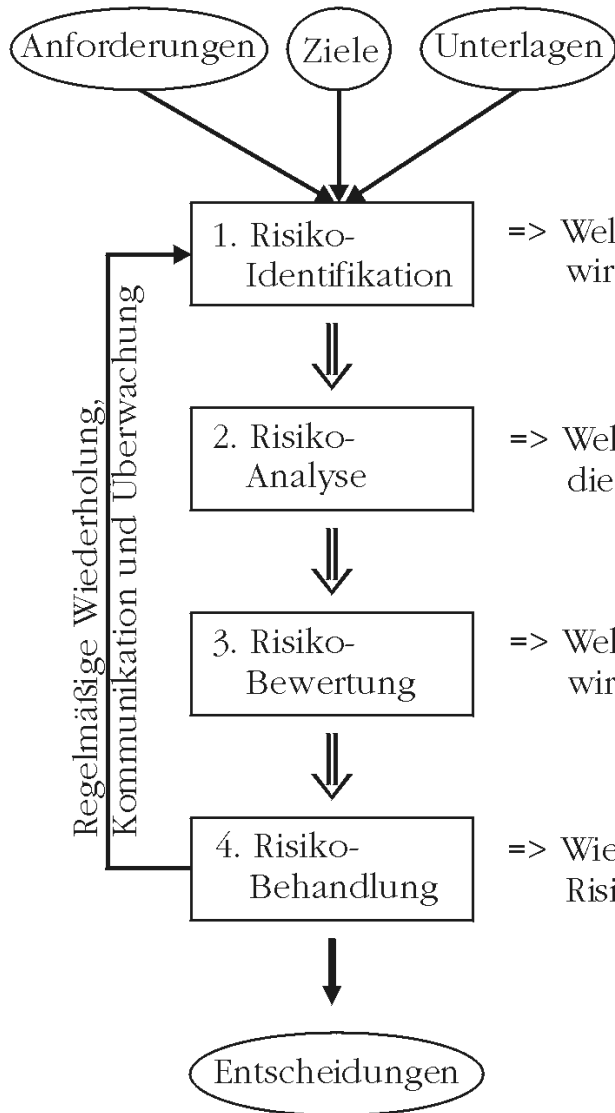 Anforderungen
Ziele
Unterlagen
1. Risiko-
Identifikation
=> Wel
wir
2. Risiko-
Analyse
=> Wel
die
3. Risiko-
Bewertung
=> Wel
wir
4. Risiko-
Behandlung
=> Wie
Risi
Regelmäßige Wiederholung,
Kommunikation und Überwachung
Entscheidungen